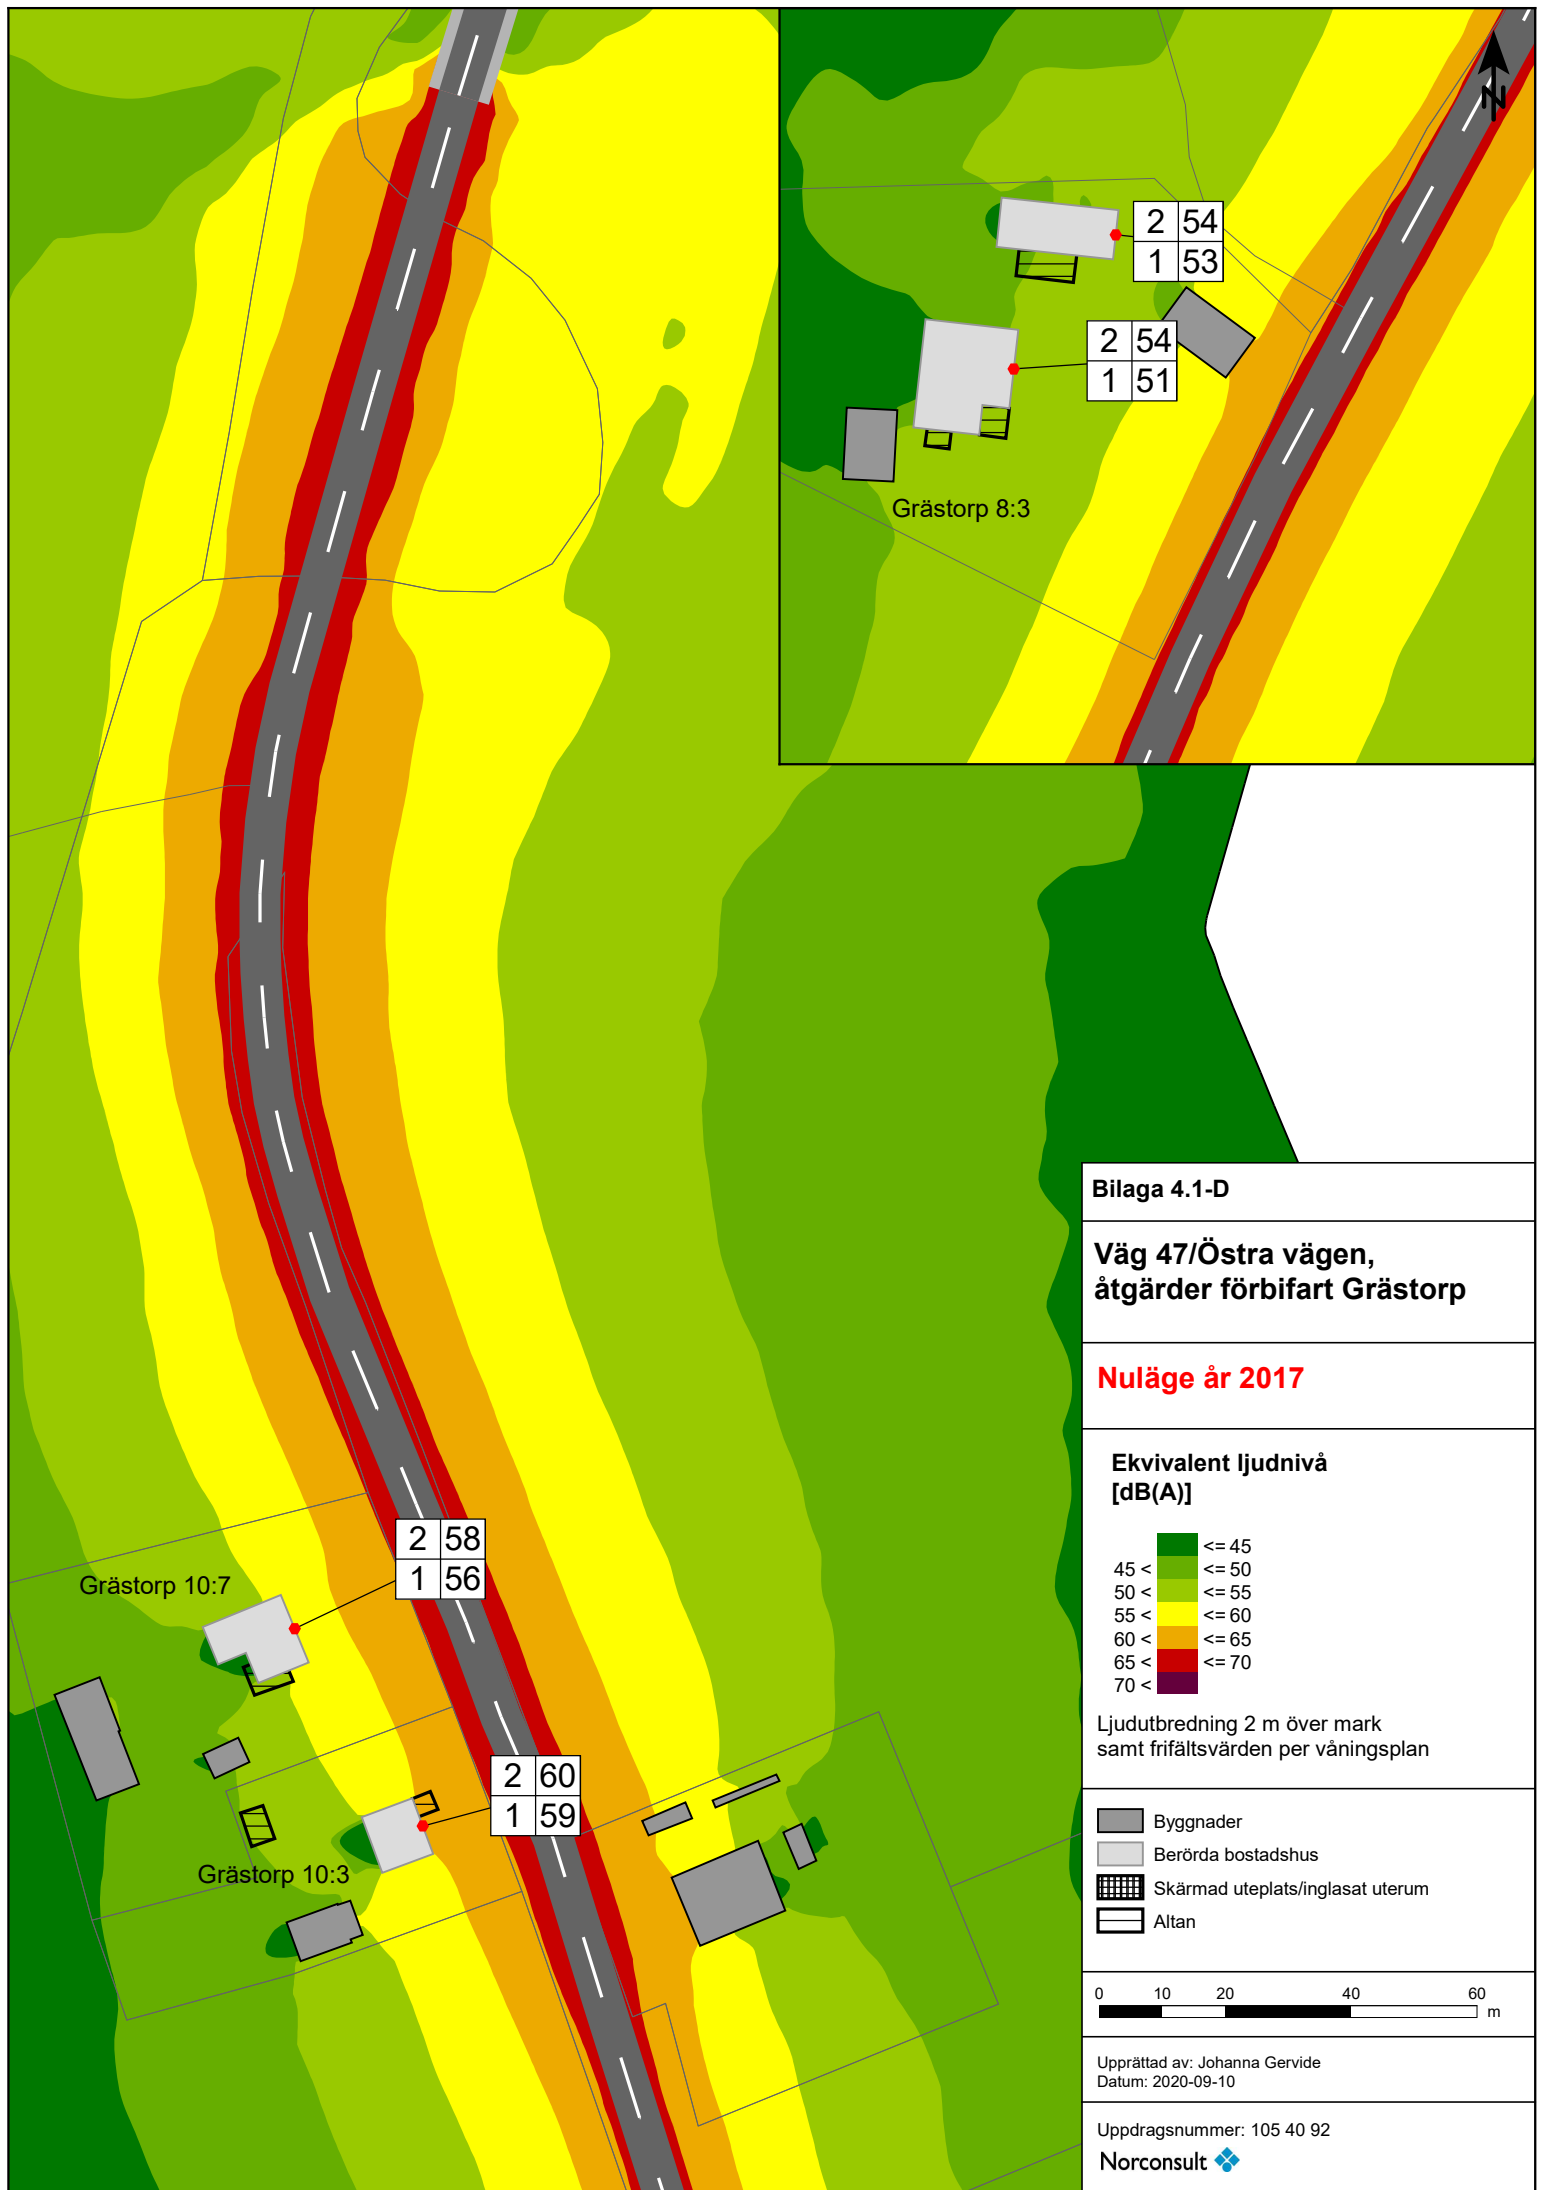 N
2 54
1 53
2 54
1 51
Grästorp 8:3
2 58
1 56
Grästorp 10:7
2 60
1 59
Grästorp 10:3
Bilaga 4.1-D
Väg 47/Östra vägen,
åtgärder förbifart Grästorp
Nuläge år 2017
Ekvivalent ljudnivå
[dB(A)]
<= 45
45 < <= 50
50 < <= 55
55 < <= 60
60 < <= 65
65 < <= 70
70 <
Ljudutbredning 2 m över mark
samt frifältsvärden per våningsplan
Byggnader
Berörda bostadshus
Skärmad uteplats/inglasat uterum
Altan
0 10 20 40 60
m
Upprättad av: Johanna Gervide
Datum: 2020-09-10
Uppdragsnummer: 105 40 92
Norconsult